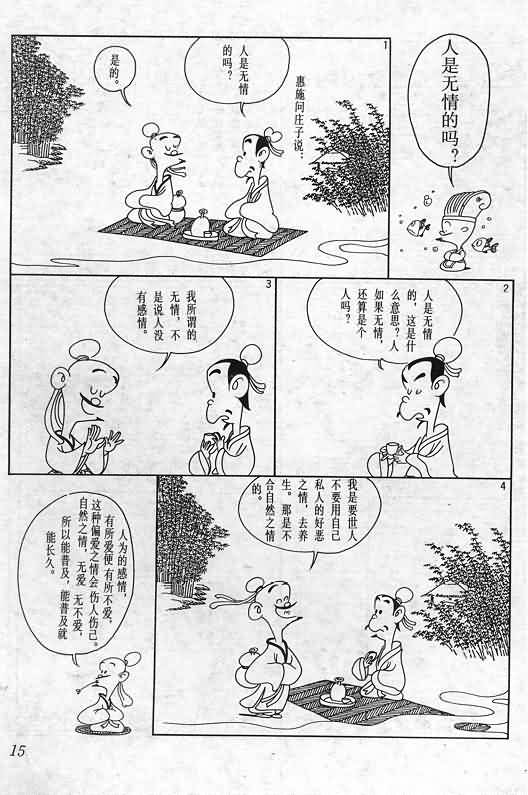 人是无情的吗？
1
惠施问庄子说：
人是无情
的吗？
是的。
2
人是无情
的，这是什
么意思？人
如果无情，
还算是个
人吗？
3
我所谓的
无情，不
是说人没
有感情。
4
我是要世人
不要用自己
私人的好恶
之情，去养
生。那是不
合自然之情
的。
人为的感情，
有所爱便有所不爱，
这种偏爱之情会伤人伤己。
自然之情，无爱 无不爱，
所以能普及，能普及就
能长久。
15